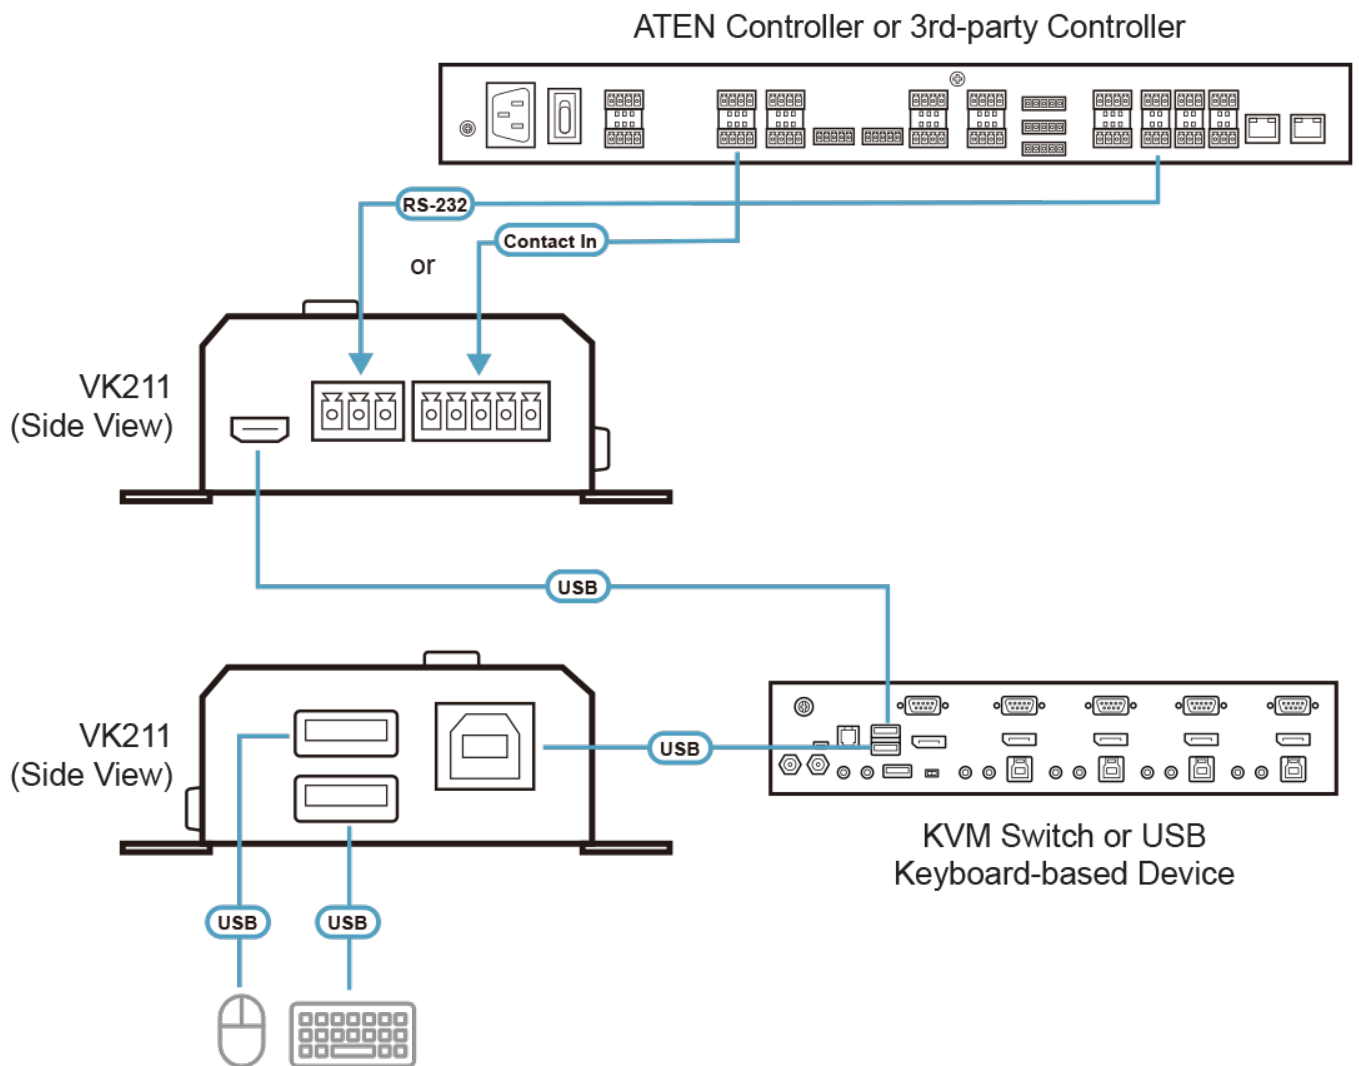 ATEN Controller or 3rd-party Controller
RS-232
Contact In
or
VK211
(Side View)
USB
VK211
(Side View)
USB
KVM Switch or USB
Keyboard-based Device
USB
USB